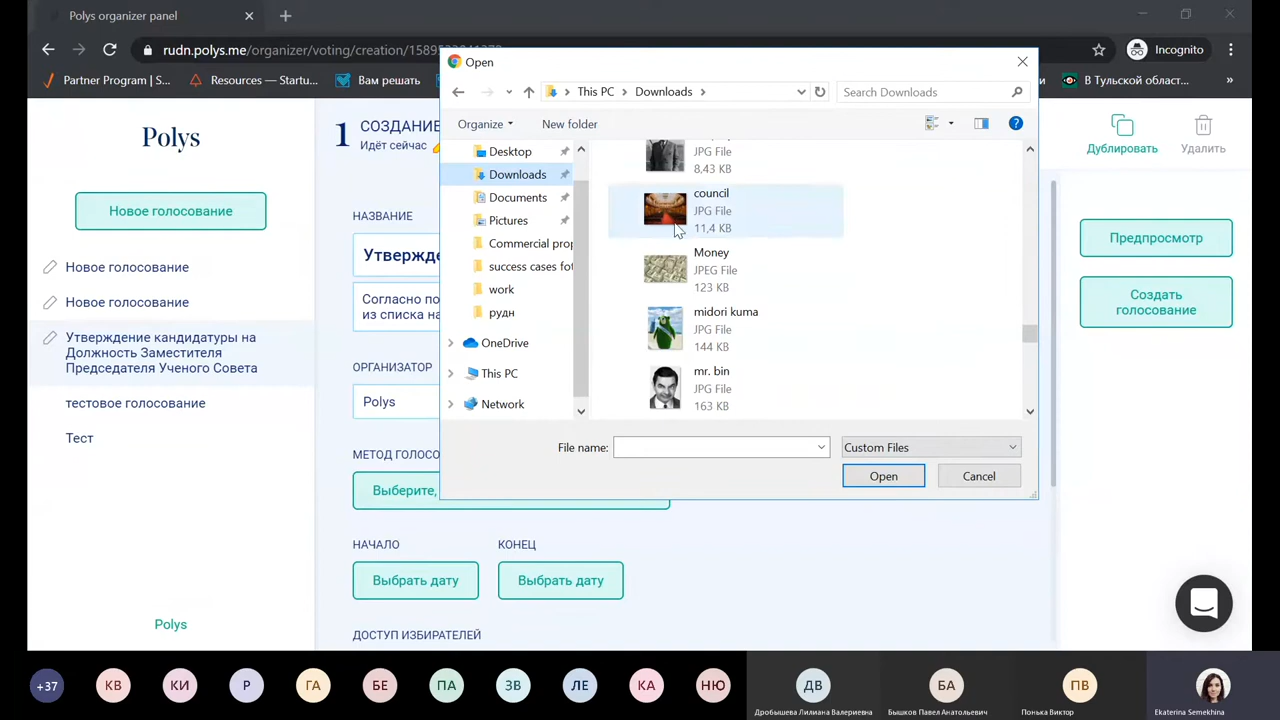 Polys organizer panel
rudn.polys.me/organizer/voting/creation/
Incognito
Partner Program | S...
Resources — Startu...
Вам решать
В Тульской област...
»
Open
This PC
Downloads
Search Downloads
Organize
New folder
Desktop
Downloads
Documents
Pictures
Commercial prop
success cases fot
work
рудн
OneDrive
This PC
Network
JPG File
8,43 KB
council
JPG File
11,4 KB
Money
JPEG File
123 KB
midori kuma
JPG File
144 KB
mr. bin
JPG File
163 KB
File name:
Custom Files
Open
Cancel
Polys
Новое голосование
Новое голосование
Новое голосование
Утверждение кандидатуры на
Должность Заместителя
Председателя Ученого Совета
тестовое голосование
Тест
Polys
1
СОЗДАНИЕ
Идёт сейчас
НАЗВАНИЕ
Утвержде
Согласно по
из списка на
ОРГАНИЗАТОР
Polys
МЕТОД ГОЛОС
Выберите,
НАЧАЛО
КОНЕЦ
Выбрать дату
Выбрать дату
ДОСТУП ИЗБИРАТЕЛЕЙ
Дублировать
Удалить
Предпросмотр
Создать
голосование
+37
КВ
КИ
Р
ГА
БЕ
ПА
ЗВ
ЛЕ
КА
НЮ
ДВ
БА
ПВ
Дробышева Лилиана Валериевна
Бышков Павел Анатольевич
Понька Виктор
Ekaterina Semekhina